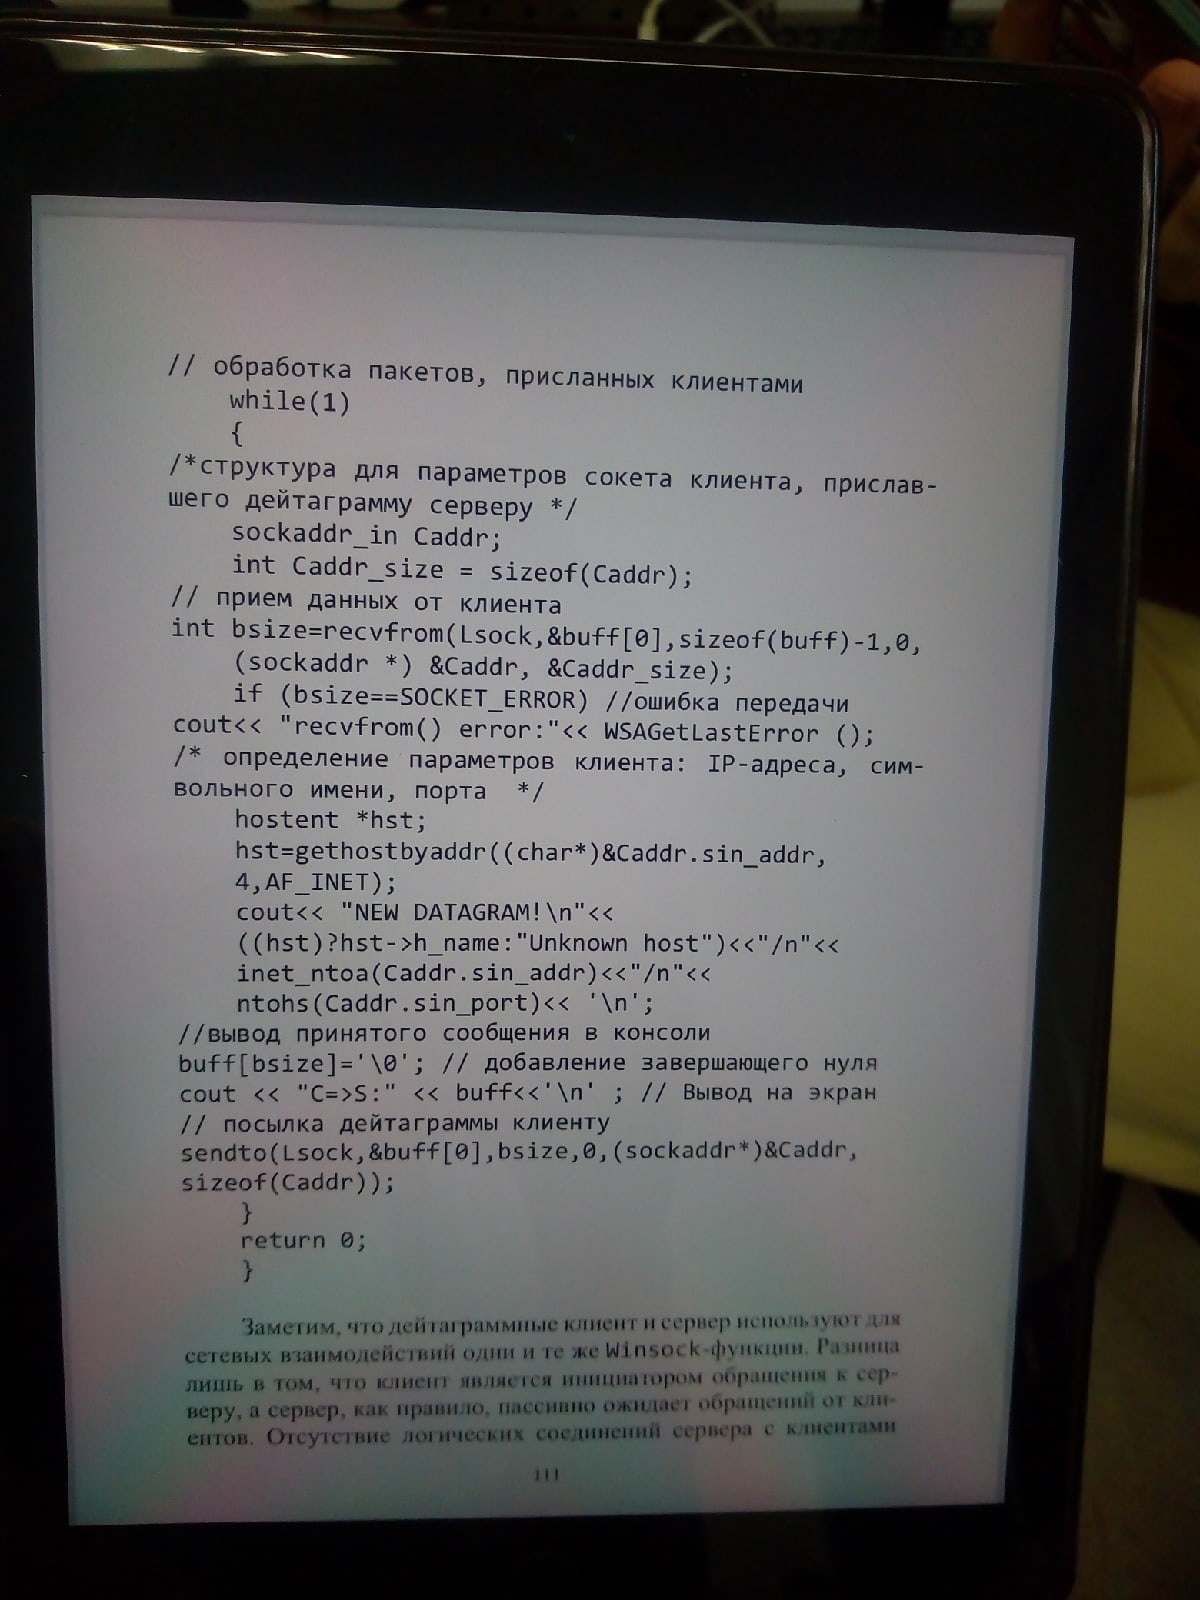 // обработка пакетов, присланных клиентами
while(1)
{
/*структура для параметров сокета клиента, прислав-
шего дейтаграмму серверу */
sockaddr_in Caddr;
int Caddr_size = sizeof(Caddr);
// прием данных от клиента
int bsize=recvfrom(Lsock,&buff[0],sizeof(buff)-1,0,
(sockaddr *) &Caddr, &Caddr_size);
if (bsize==SOCKET_ERROR) //ошибка передачи
cout<< "recvfrom() error:"<< WSAGetLastError ();
/* определение параметров клиента: IP-адреса, сим-
вольного имени, порта */
hostent *hst;
hst=gethostbyaddr((char*)&Caddr.sin_addr,
4,AF_INET);
cout<< "NEW DATAGRAM!\n"<<
((hst)?hst->h_name:"Unknown host")<<"/n"<<
inet_ntoa(Caddr.sin_addr)<<"/n"<<
ntohs(Caddr.sin_port)<< '\n';
//вывод принятого сообщения в консоли
buff[bsize]='\0'; // добавление завершающего нуля
cout << "C=>S:" << buff<<'\n' ; // Вывод на экран
// посылка дейтаграммы клиенту
sendto(Lsock,&buff[0],bsize,0,(sockaddr*)&Caddr,
sizeof(Caddr));
}
return 0;
}
Заметим, что дейтаграммные клиент и сервер используют для
сетевых взаимодействий одни и те же Winsock-функции. Разница
лишь в том, что клиент является инициатором обращения к сер-
веру, а сервер, как правило, пассивно ожидает обращений от кли-
ентов. Отсутствие логических соединений сервера с клиентами
111